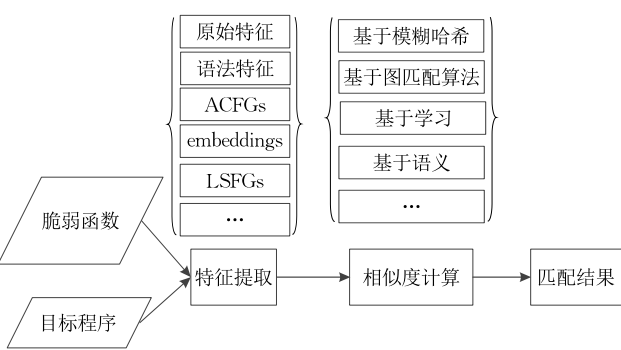 原始特征
语法特征
ACFGs
embeddings
LSFGs
…
基于模糊哈希
基于图匹配算法
基于学习
基于语义
…
脆弱函数
目标程序
特征提取
相似度计算
匹配结果